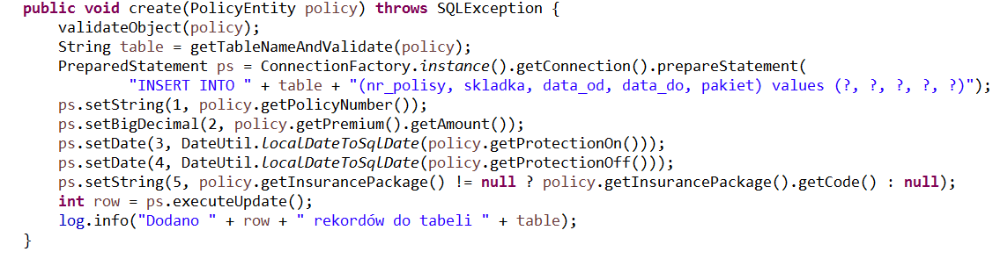 public void create(PolicyEntity policy) throws SQLException {
    validateObject(policy);
    String table = getTableNameAndValidate(policy);
    PreparedStatement ps = ConnectionFactory.instance().getConnection().prepareStatement(
            "INSERT INTO " + table + "(nr_polisy, skladka, data_od, data_do, pakiet) values (?, ?, ?, ?, ?)");
    ps.setString(1, policy.getPolicyNumber());
    ps.setBigDecimal(2, policy.getPremium().getAmount());
    ps.setDate(3, DateUtil.localDateToSqlDate(policy.getProtectionOn()));
    ps.setDate(4, DateUtil.localDateToSqlDate(policy.getProtectionOff()));
    ps.setString(5, policy.getInsurancePackage() != null ? policy.getInsurancePackage().getCode() : null);
    int row = ps.executeUpdate();
    log.info("Dodano " + row + " rekordów do tabeli " + table);
}